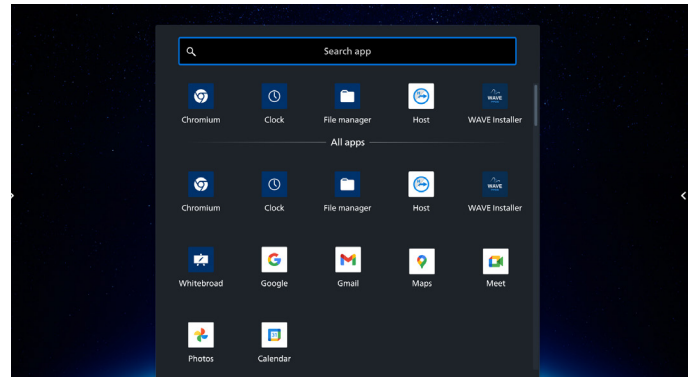 Search app
Chromium Clock File manager Host WAVE Installer
All apps
Chromium Clock File manager Host WAVE Installer
Whitebroad Google Gmail Maps Meet
Photos Calendar